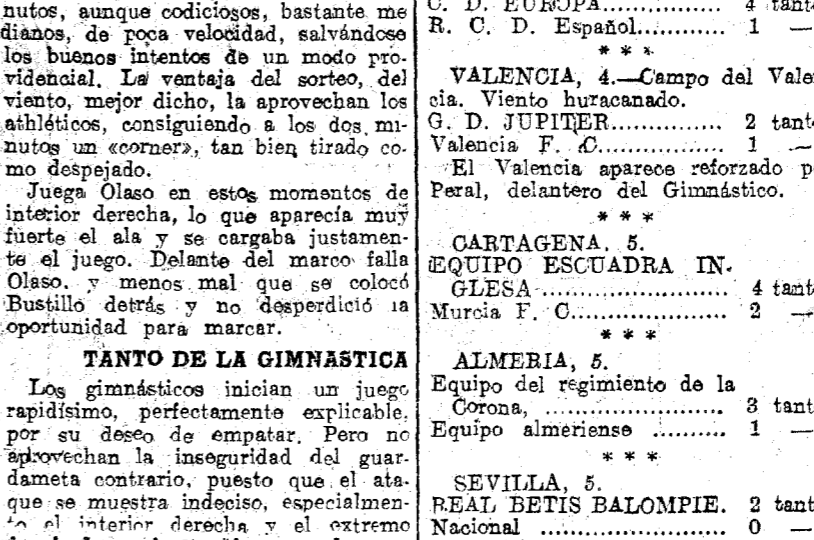 nutos, aunque codiciosos, bastante me
dianos, de poca velocidad, salvándose
los buenos intentos de un modo pro-
videncial. La ventaja del sorteo, del
viento, mejor dicho, la aprovechan los
athléticos, consiguiendo a los dos mi-
nutos un «corner», tan bien tirado co-
mo despejado.
Juega Olaso en estos momentos de
interior derecha, lo que aparecía muy
fuerte el ala y se cargaba justamen-
te el juego. Delante del marco falla
Olaso. y menos mal que se colocó
Bustillo detrás y no desperdició la
oportunidad para marcar.
TANTO DE LA GIMNASTICA
Los gimnásticos inician un juego
rapidísimo, perfectamente explicable,
por su deseo de empatar. Pero no
aprovechan la inseguridad del guar-
dameta contrario, puesto que el ata-
que se muestra indeciso, especialmen-
te el interior derecha y el extremo
C. D. EUROPA............... 4 tant
R. C. D. Español............ 1 —
* * *
VALENCIA, 4.—Campo del Vale
cia. Viento huracanado.
G. D. JUPITER............... 2 tant
Valencia F. C............... 1 —
El Valencia aparece reforzado p
Peral, delantero del Gimnástico.
* * *
CARTAGENA. 5.
EQUIPO ESCUADRA IN-
GLESA ........................ 4 tant
Murcia F. C.................. 2 —
* * *
ALMERIA, 5.
Equipo del regimiento de la
Corona, ....................... 3 tant
Equipo almeriense .......... 1 —
* * *
SEVILLA, 5.
REAL BETIS BALOMPIE. 2 tant
Nacional ........................ 0 —